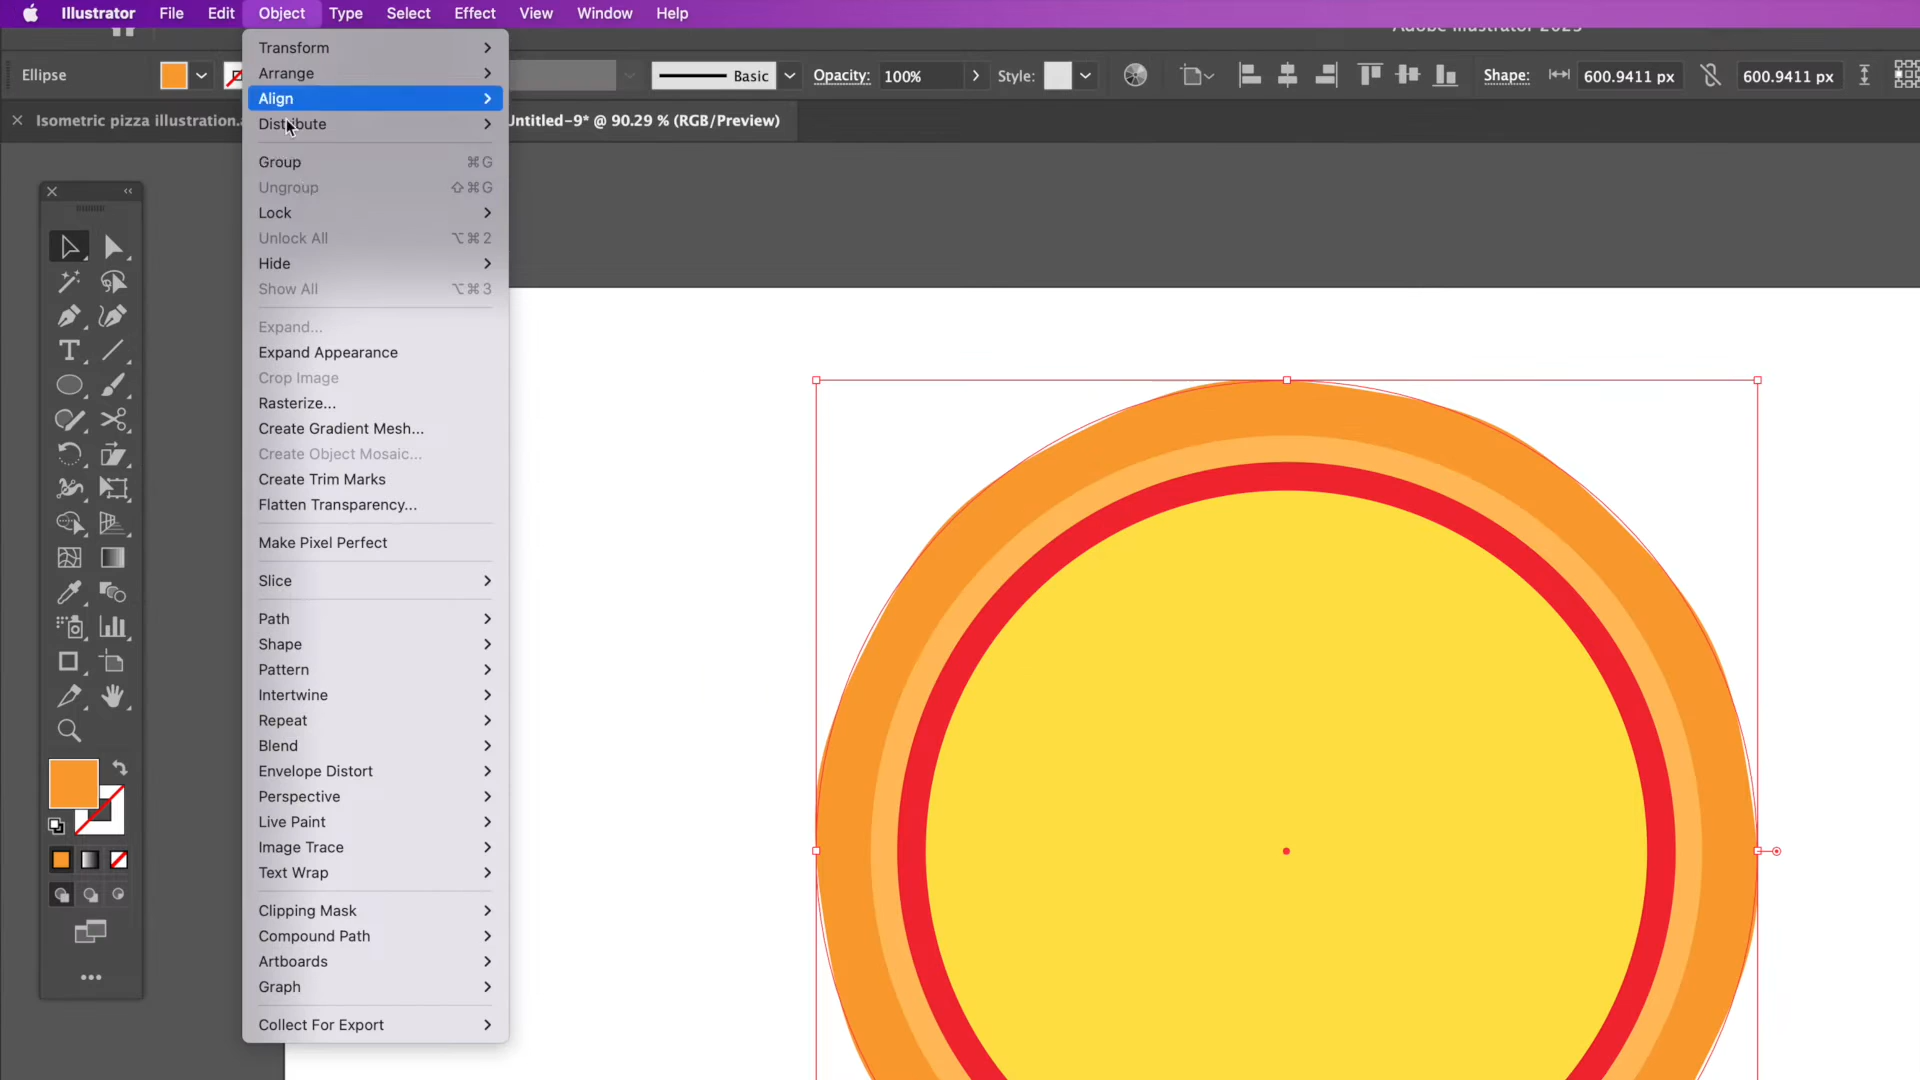 Illustrator File Edit Object Type Select Effect View Window Help
Adobe Illustrator 2025
Ellipse Basic Opacity: 100% Style: Shape: 600.9411 px 600.9411 px
Isometric pizza illustration.a Untitled-9* @ 90.29 % (RGB/Preview)
Transform
Arrange
Align
Distribute
Group ⌘G
Ungroup ⇧⌘G
Lock
Unlock All ⌥⌘2
Hide
Show All ⌥⌘3
Expand...
Expand Appearance
Crop Image
Rasterize...
Create Gradient Mesh...
Create Object Mosaic...
Create Trim Marks
Flatten Transparency...
Make Pixel Perfect
Slice
Path
Shape
Pattern
Intertwine
Repeat
Blend
Envelope Distort
Perspective
Live Paint
Image Trace
Text Wrap
Clipping Mask
Compound Path
Artboards
Graph
Collect For Export